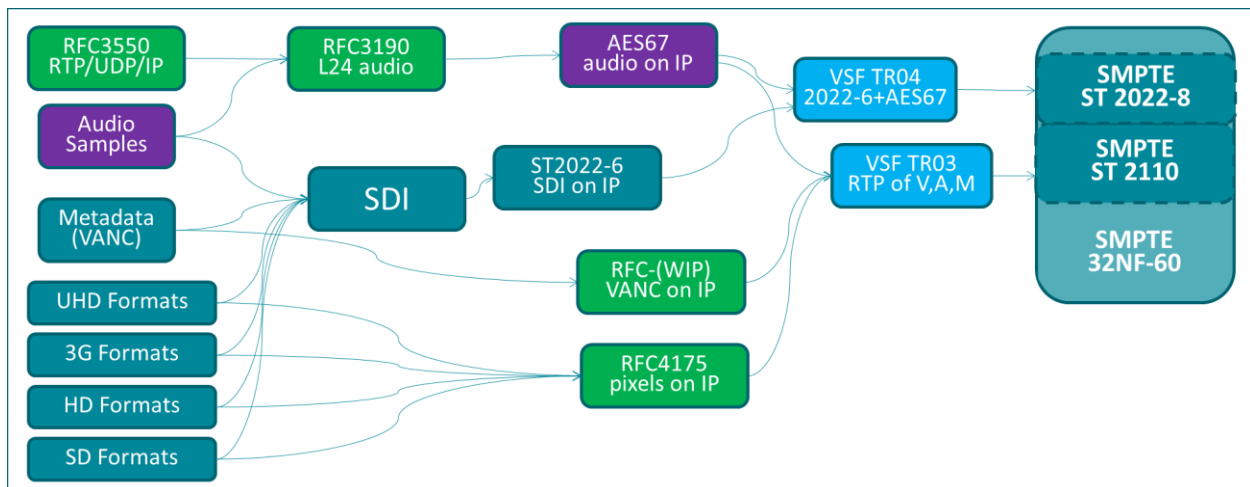 RFC3550
RTP/UDP/IP
RFC3190
L24 audio
AES67
audio on IP
VSF TR04
2022-6+AES67
SMPTE
ST 2022-8
Audio
Samples
SDI
ST2022-6
SDI on IP
VSF TR03
RTP of V,A,M
SMPTE
ST 2110
Metadata
(VANC)
RFC-(WIP)
VANC on IP
SMPTE
32NF-60
UHD Formats
3G Formats
RFC4175
pixels on IP
HD Formats
SD Formats